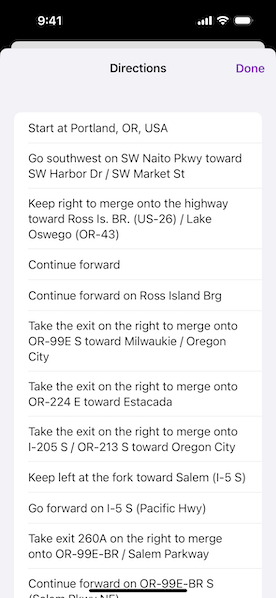 9:41
Directions
Done
Start at Portland, OR, USA
Go southwest on SW Naito Pkwy toward
SW Harbor Dr / SW Market St
Keep right to merge onto the highway
toward Ross Is. BR. (US-26) / Lake
Oswego (OR-43)
Continue forward
Continue forward on Ross Island Brg
Take the exit on the right to merge onto
OR-99E S toward Milwaukie / Oregon
City
Take the exit on the right to merge onto
OR-224 E toward Estacada
Take the exit on the right to merge onto
I-205 S / OR-213 S toward Oregon City
Keep left at the fork toward Salem (I-5 S)
Go forward on I-5 S (Pacific Hwy)
Take exit 260A on the right to merge
onto OR-99E-BR / Salem Parkway
Continue forward on OR-99E-BR S
(Salem Pkwy NE)